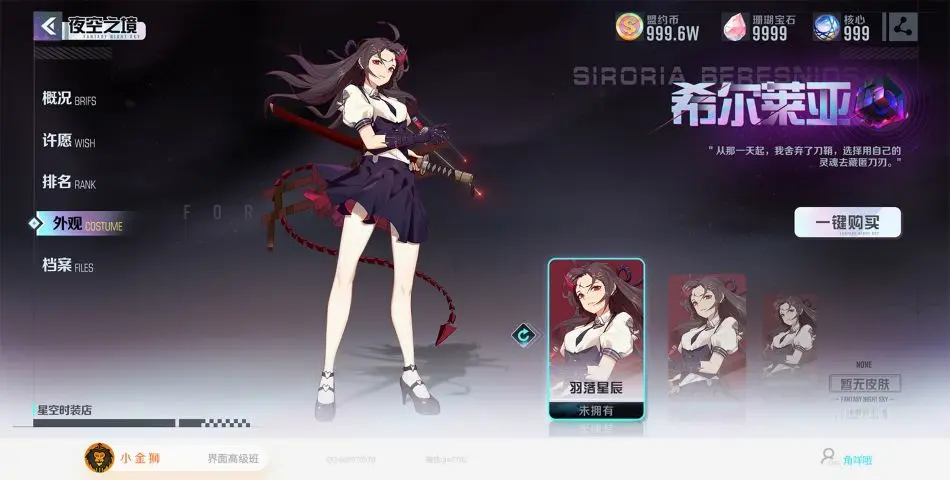 夜空之境
FANTASY NIGHT SKY
盟约币
999.6W
珊瑚宝石
9999
核心
999
概况 BRIFS
许愿 WISH
排名 RANK
外观 COSTUME
档案 FILES
FOR
希尔莱亚
"从那一天起，我舍弃了刀鞘，选择用自己的
灵魂去藏匿刀刃。"
一键购买
羽落星辰
未拥有
NONE
暂无皮肤
FANTASY NIGHT SKY
星空时装店
小金狮
界面高级班
角咩哦